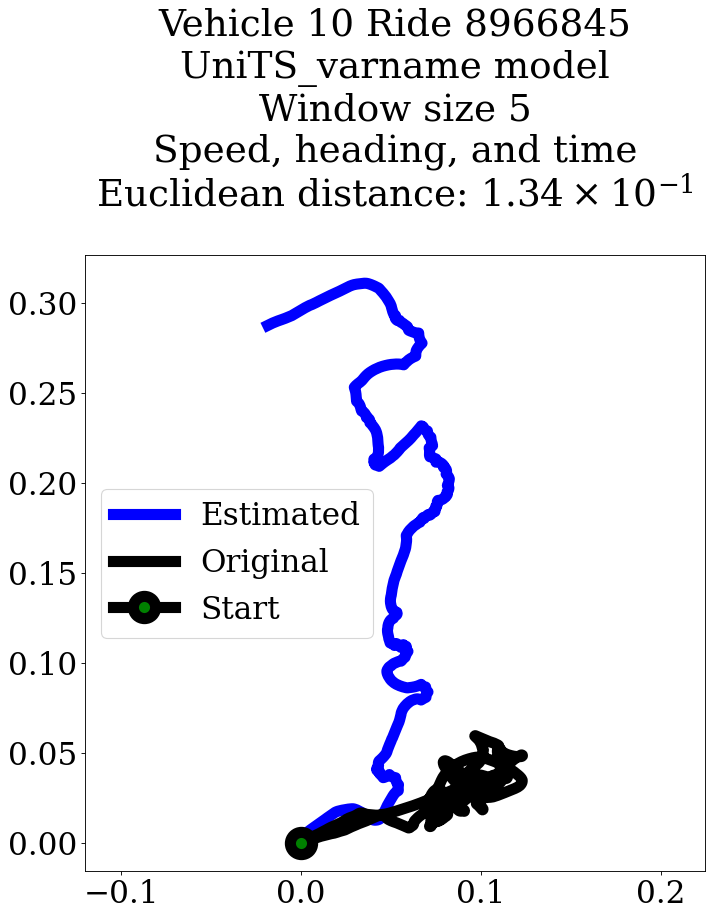 Vehicle 10 Ride 8966845
UniTS_varname model
Window size 5
Speed, heading, and time
Euclidean distance: 1.34 × 10⁻¹
0.30
0.25
0.20
0.15
0.10
0.05
0.00
Estimated
Original
Start
−0.1
0.0
0.1
0.2